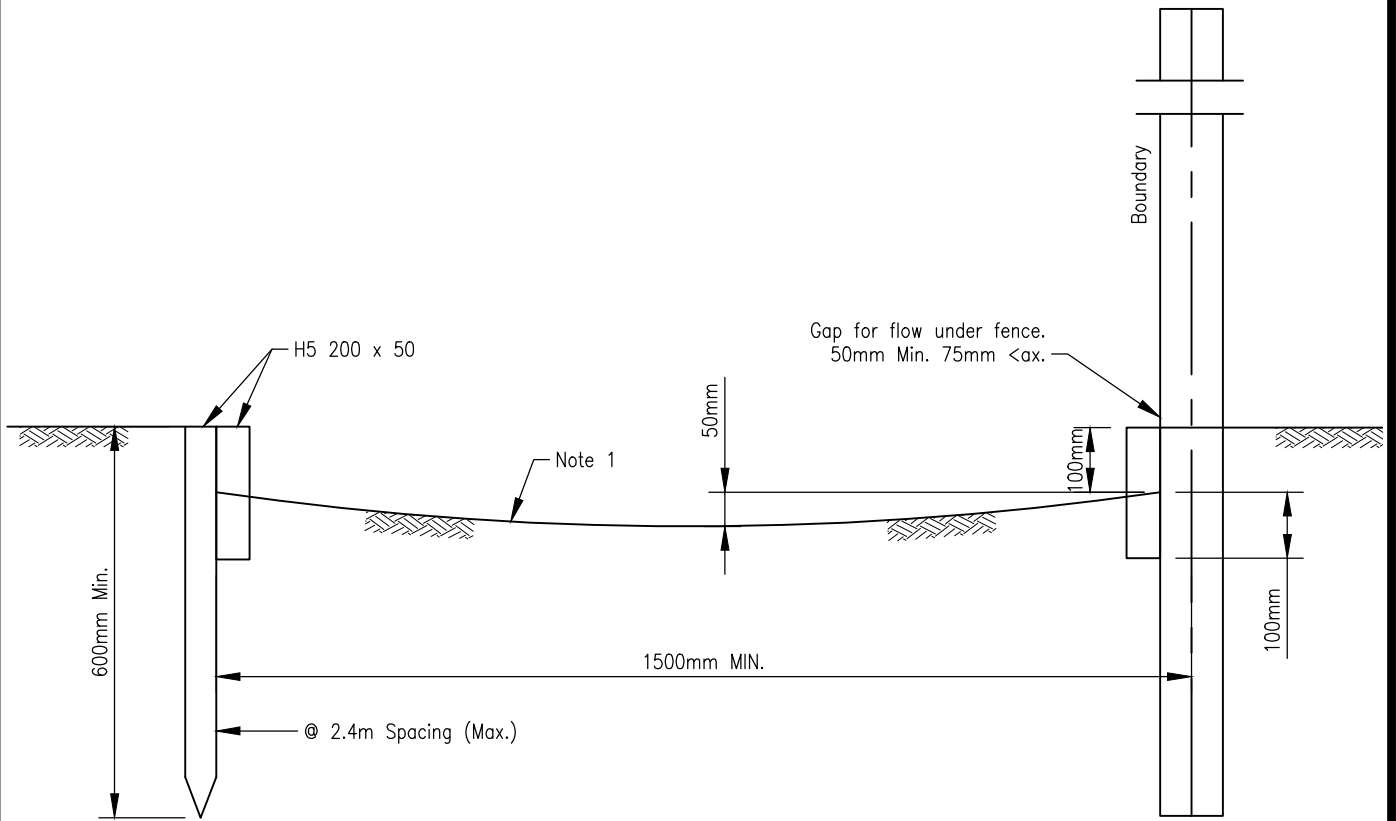 Boundary
Gap for flow under fence.
50mm Min. 75mm <ax.
H5 200 x 50
50mm
100mm
Note 1
600mm Min.
100mm
1500mm MIN.
@ 2.4m Spacing (Max.)